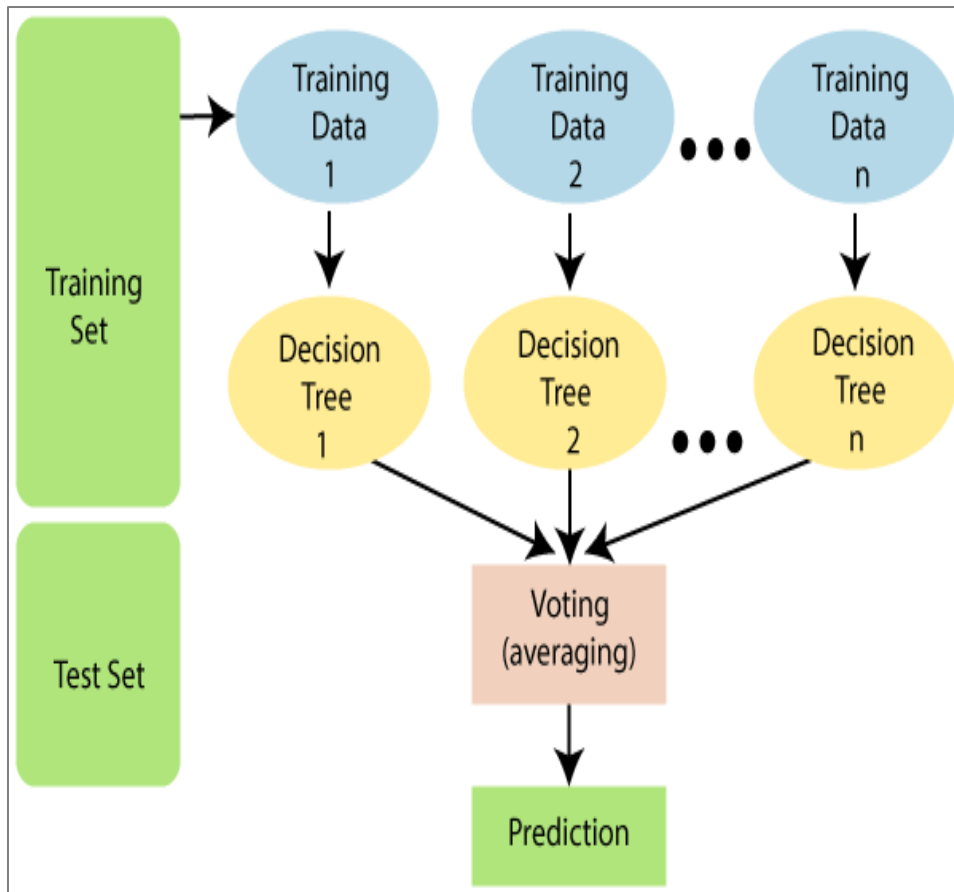 Training
Set
Test Set
Training
Data
1
Training
Data
2
Training
Data
n
Decision
Tree
1
Decision
Tree
2
Decision
Tree
n
Voting
(averaging)
Prediction